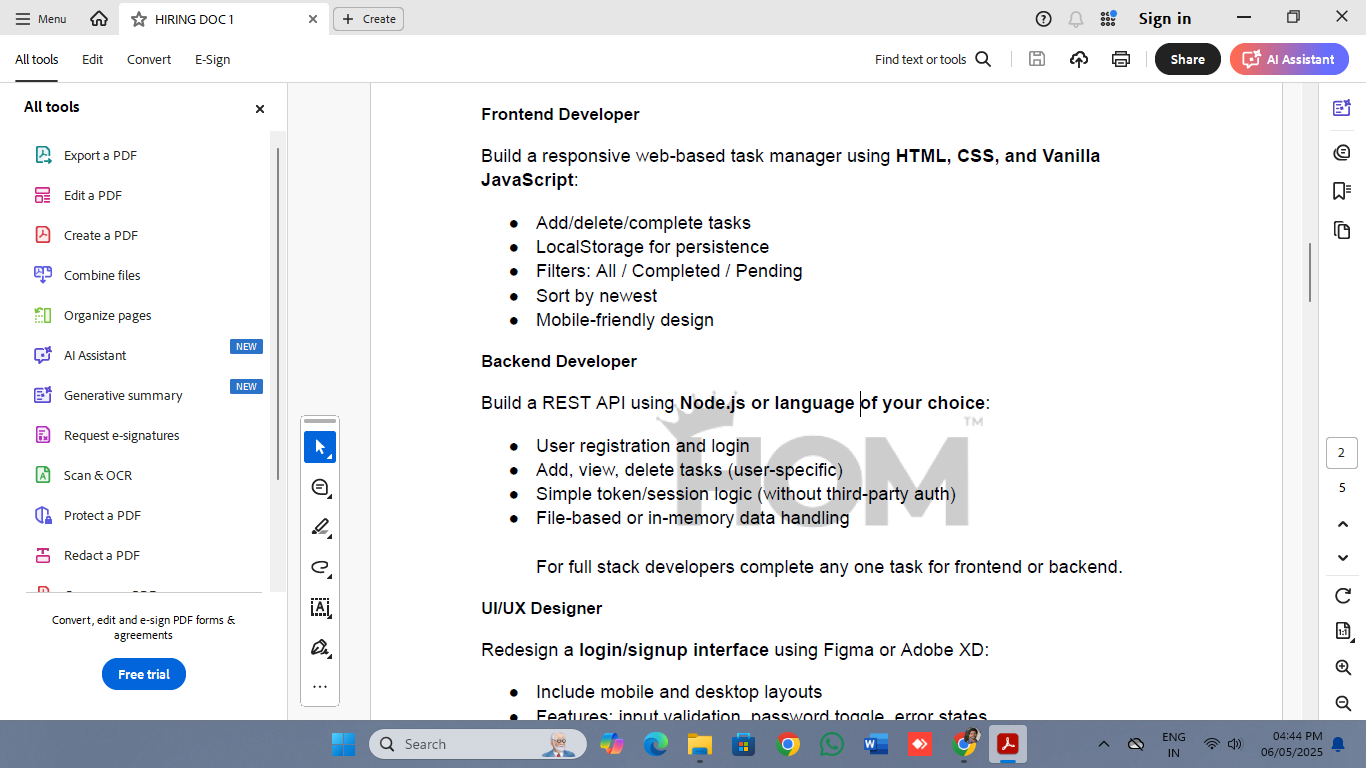 Menu
HIRING DOC 1
Create
Sign in
All tools
Edit
Convert
E-Sign
Find text or tools
Share
AI Assistant
All tools
Export a PDF
Edit a PDF
Create a PDF
Combine files
Organize pages
AI Assistant
NEW
Generative summary
NEW
Request e-signatures
Scan & OCR
Protect a PDF
Redact a PDF
Convert, edit and e-sign PDF forms &
agreements
Free trial
Frontend Developer
Build a responsive web-based task manager using HTML, CSS, and Vanilla
JavaScript:
● Add/delete/complete tasks
● LocalStorage for persistence
● Filters: All / Completed / Pending
● Sort by newest
● Mobile-friendly design
Backend Developer
Build a REST API using Node.js or language of your choice:
● User registration and login
● Add, view, delete tasks (user-specific)
● Simple token/session logic (without third-party auth)
● File-based or in-memory data handling
For full stack developers complete any one task for frontend or backend.
UI/UX Designer
Redesign a login/signup interface using Figma or Adobe XD:
● Include mobile and desktop layouts
● Features: input validation, password toggle, error states
HOM
TM
2
5
1:1
Search
ENG
IN
04:44 PM
06/05/2025